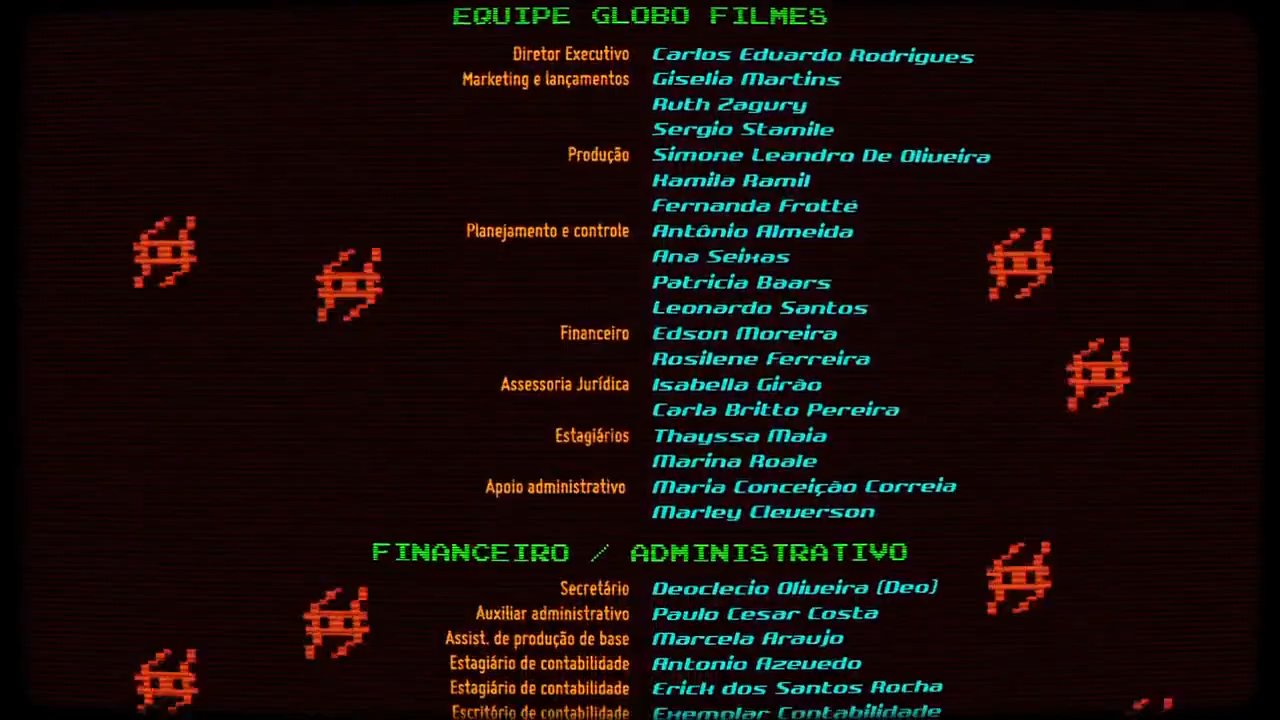 EQUIPE GLOBO FILMES
Diretor Executivo Carlos Eduardo Rodrigues
Marketing e lançamentos Giselia Martins
Ruth Zagury
Sergio Stamile
Produção Simone Leandro De Oliveira
Kamila Ramil
Fernanda Frotté
Planejamento e controle Antônio Almeida
Ana Seixas
Patricia Baars
Leonardo Santos
Financeiro Edson Moreira
Rosilene Ferreira
Assessoria Jurídica Isabella Girão
Carla Britto Pereira
Estagiários Thayssa Maia
Marina Roale
Apoio administrativo Maria Conceição Correia
Marley Cleverson
FINANCEIRO / ADMINISTRATIVO
Secretário Deoclecio Oliveira (Deo)
Auxiliar administrativo Paulo Cesar Costa
Assist. de produção de base Marcela Araujo
Estagiário de contabilidade Antonio Azevedo
Estagiário de contabilidade Erick dos Santos Rocha
Escritório de contabilidade Exemplar Contabilidade